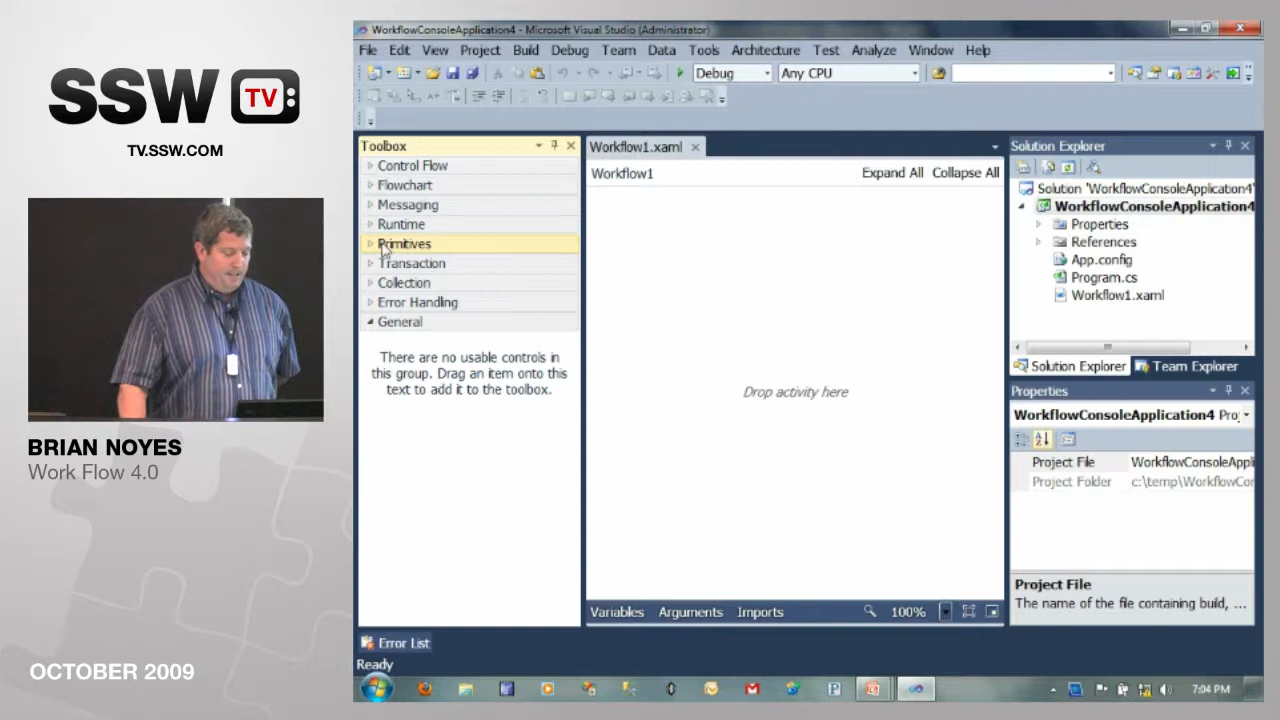 SSW TV:
TV.SSW.COM
BRIAN NOYES
Work Flow 4.0
OCTOBER 2009
WorkflowConsoleApplication4 - Microsoft Visual Studio (Administrator)
File Edit View Project Build Debug Team Data Tools Architecture Test Analyze Window Help
Debug Any CPU
Toolbox
Control Flow
Flowchart
Messaging
Runtime
Primitives
Transaction
Collection
Error Handling
General
There are no usable controls in
this group. Drag an item onto this
text to add it to the toolbox.
Workflow1.xaml
Workflow1 Expand All Collapse All
Drop activity here
Variables Arguments Imports 100%
Solution Explorer
Solution 'WorkflowConsoleApplication4'
WorkflowConsoleApplication4
Properties
References
App.config
Program.cs
Workflow1.xaml
Solution Explorer Team Explorer
Properties
WorkflowConsoleApplication4 Proj
Project File WorkflowConsoleAppli
Project Folder c:\temp\WorkflowCon
Project File
The name of the file containing build, ...
Error List
Ready
7:04 PM